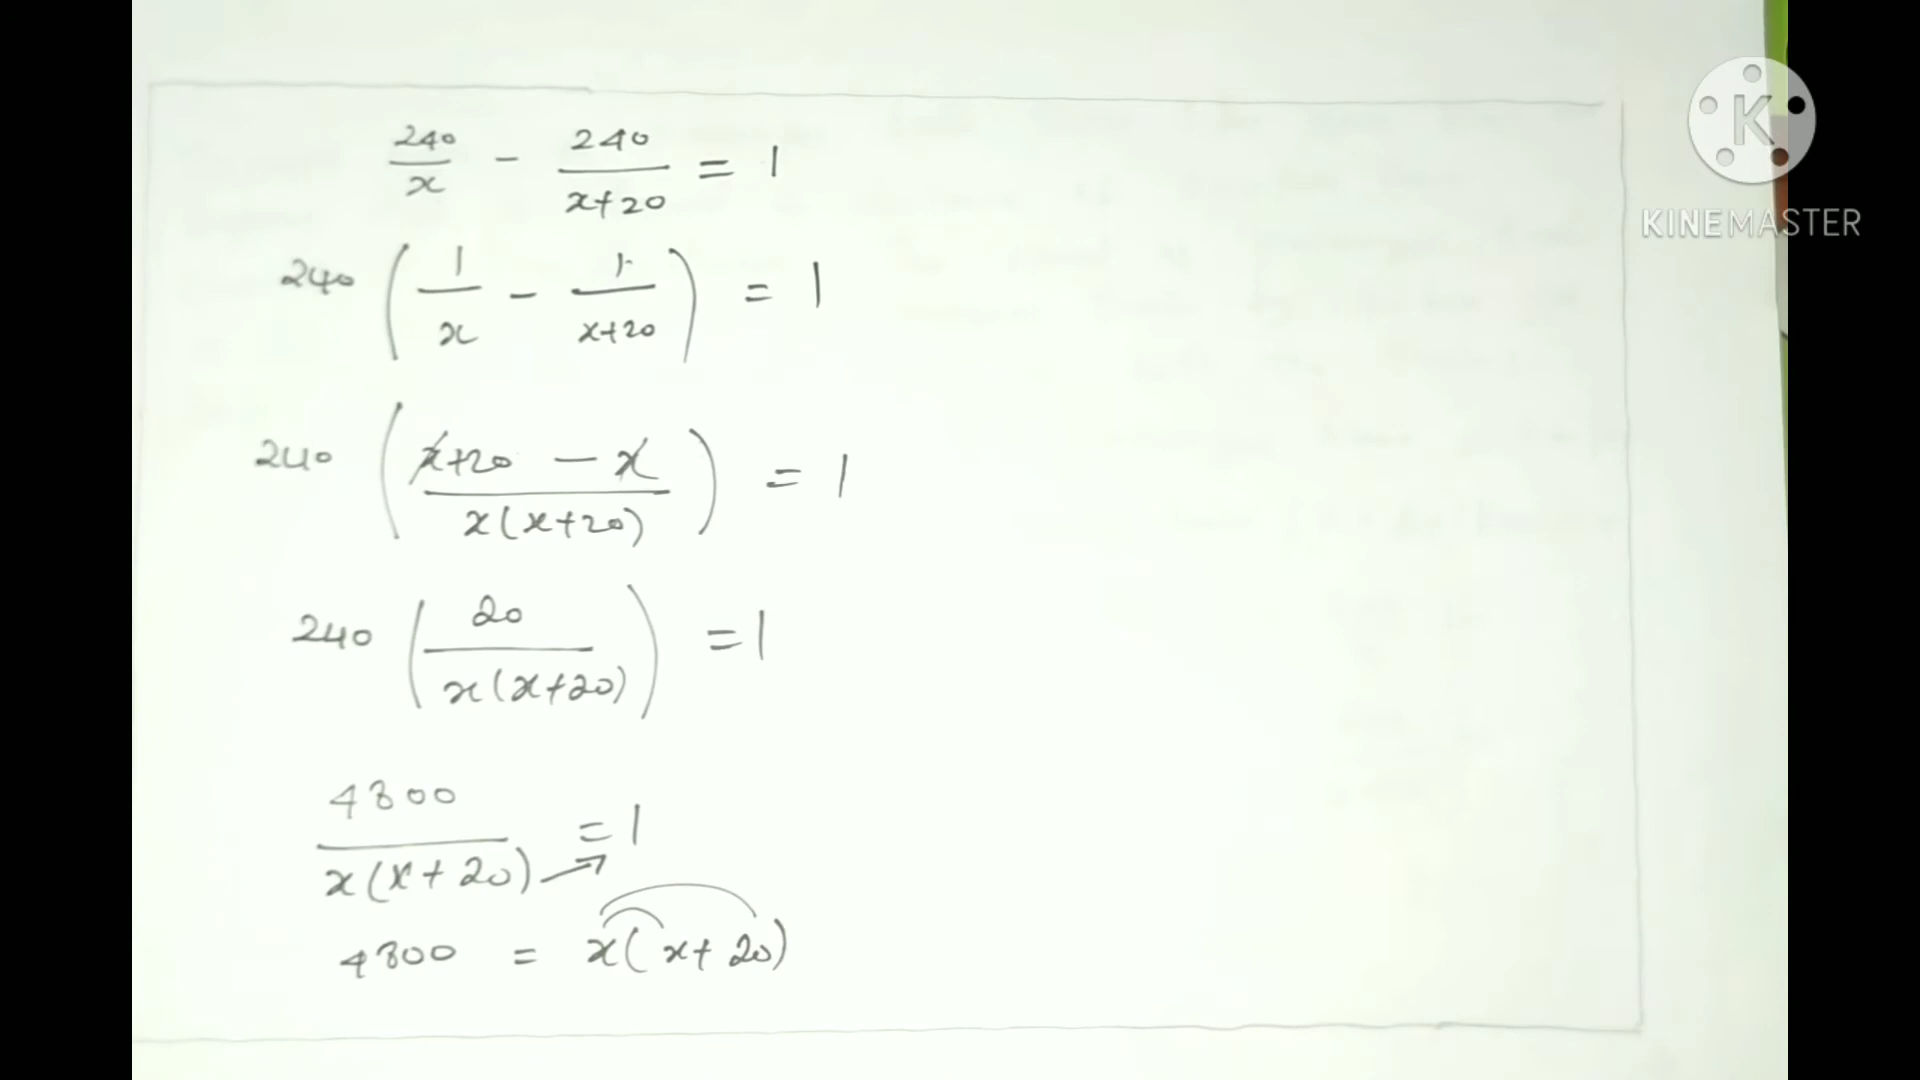 240/x - 240/x+20 = 1
240 ( 1/x - 1/x+20 ) = 1
240 ( x+20 - x / x(x+20) ) = 1
240 ( 20 / x(x+20) ) = 1
4800 / x(x+20) = 1
4800 = x(x+20)
K
KINEMASTER